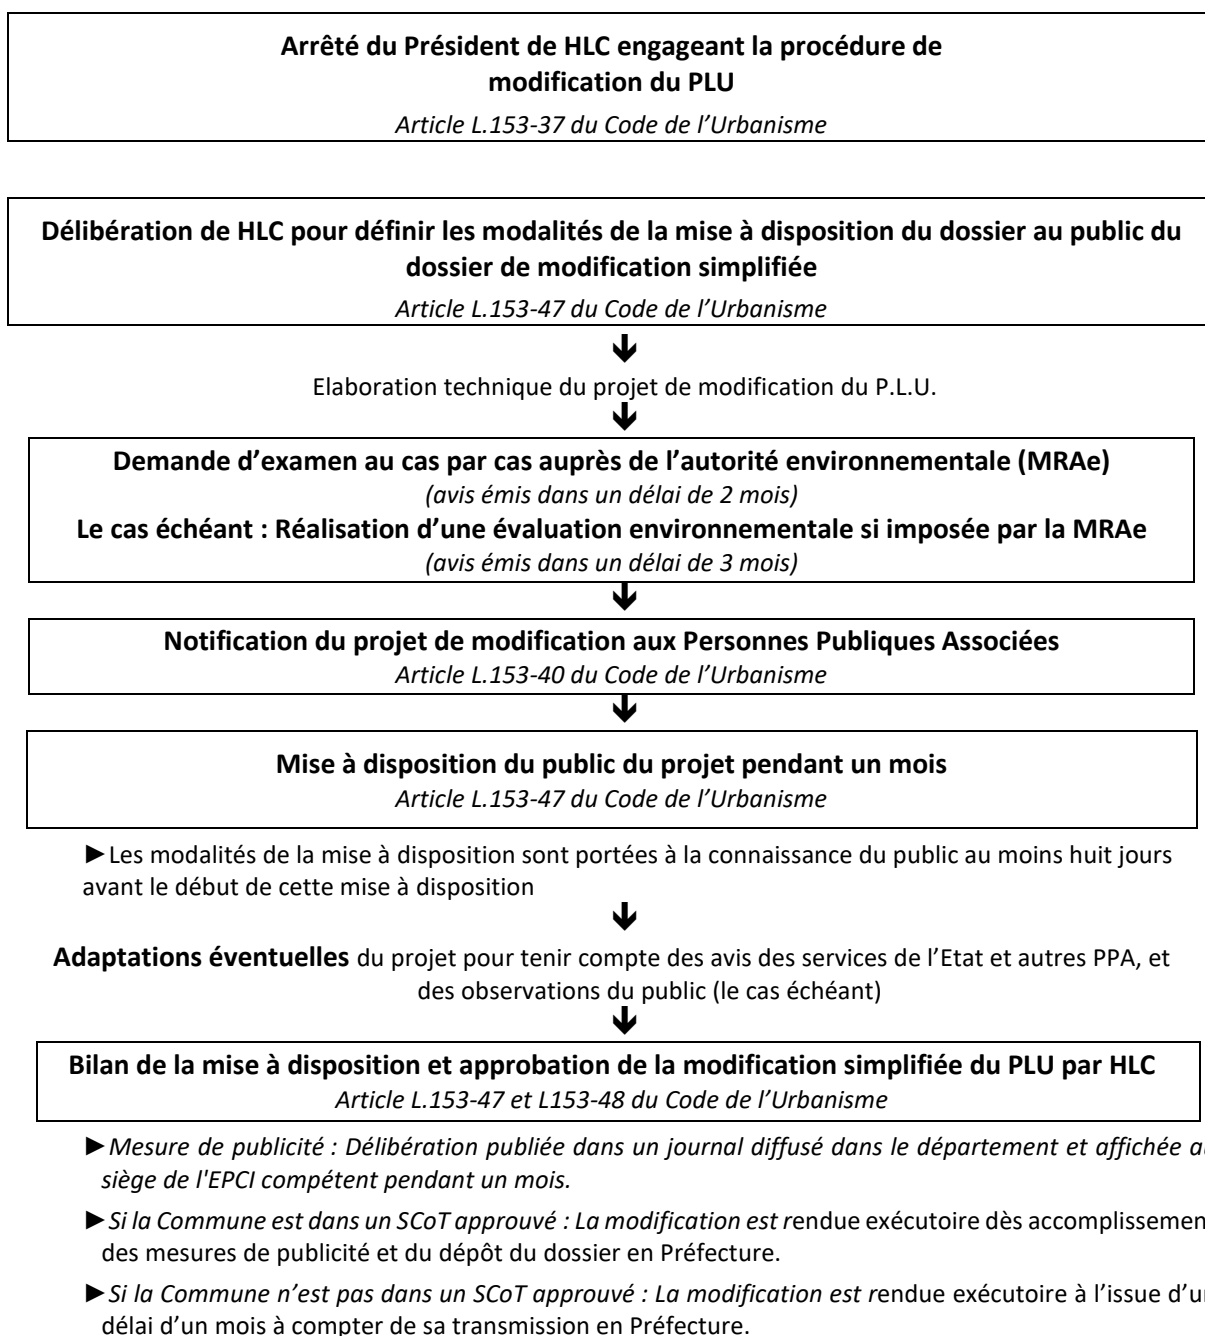 Arrêté du Président de HLC engageant la procédure de
modification du PLU
Article L.153-37 du Code de l’Urbanisme
Délibération de HLC pour définir les modalités de la mise à disposition du dossier au public du
dossier de modification simplifiée
Article L.153-47 du Code de l’Urbanisme
Elaboration technique du projet de modification du P.L.U.
Demande d’examen au cas par cas auprès de l’autorité environnementale (MRAe)
(avis émis dans un délai de 2 mois)
Le cas échéant : Réalisation d’une évaluation environnementale si imposée par la MRAe
(avis émis dans un délai de 3 mois)
Notification du projet de modification aux Personnes Publiques Associées
Article L.153-40 du Code de l’Urbanisme
Mise à disposition du public du projet pendant un mois
Article L.153-47 du Code de l’Urbanisme
►Les modalités de la mise à disposition sont portées à la connaissance du public au moins huit jours
avant le début de cette mise à disposition
Adaptations éventuelles du projet pour tenir compte des avis des services de l’Etat et autres PPA, et
des observations du public (le cas échéant)
Bilan de la mise à disposition et approbation de la modification simplifiée du PLU par HLC
Article L.153-47 et L153-48 du Code de l’Urbanisme
►Mesure de publicité : Délibération publiée dans un journal diffusé dans le département et affichée a
siège de l'EPCI compétent pendant un mois.
►Si la Commune est dans un SCoT approuvé : La modification est rendue exécutoire dès accomplissemen
des mesures de publicité et du dépôt du dossier en Préfecture.
►Si la Commune n’est pas dans un SCoT approuvé : La modification est rendue exécutoire à l’issue d’u
délai d’un mois à compter de sa transmission en Préfecture.